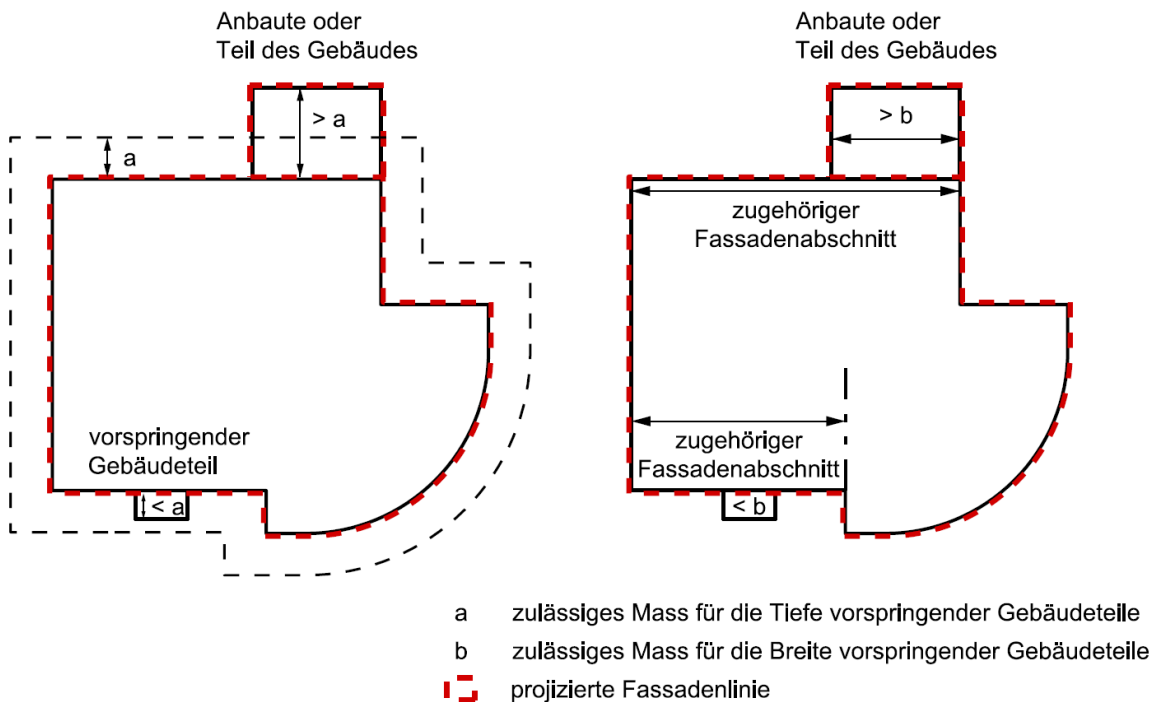 Anbaute oder
Teil des Gebäudes
> a
a
vorspringender
Gebäudeteil
< a
Anbaute oder
Teil des Gebäudes
> b
zugehöriger
Fassadenabschnitt
zugehöriger
Fassadenabschnitt
< b
a zulässiges Mass für die Tiefe vorspringender Gebäudeteile
b zulässiges Mass für die Breite vorspringender Gebäudeteile
projizierte Fassadenlinie